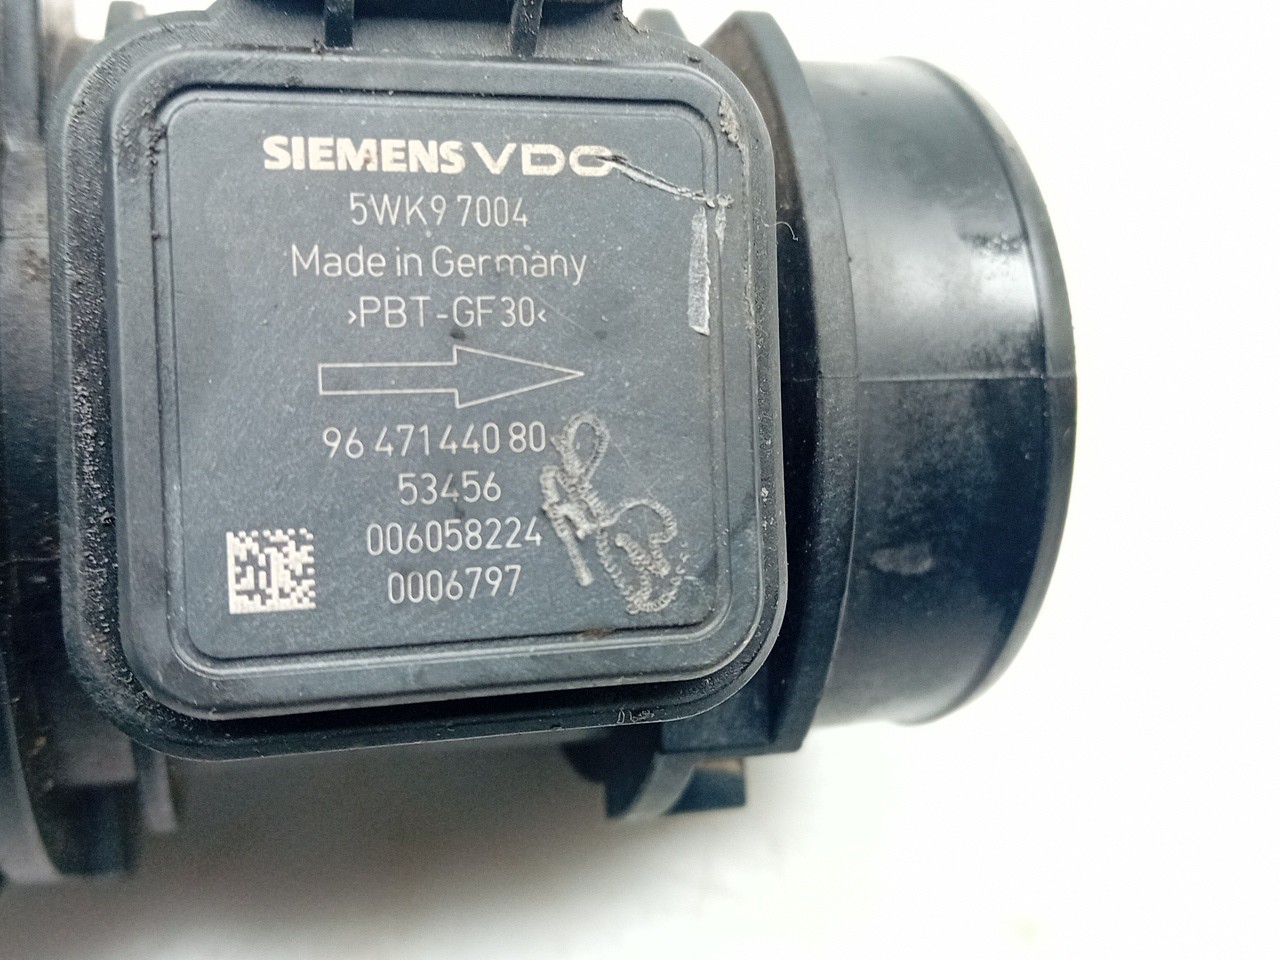 SIEMENS VDO
5WK9 7004
Made in Germany
>PBT-GF30<
96 471 440 80
53456
006058224
0006797